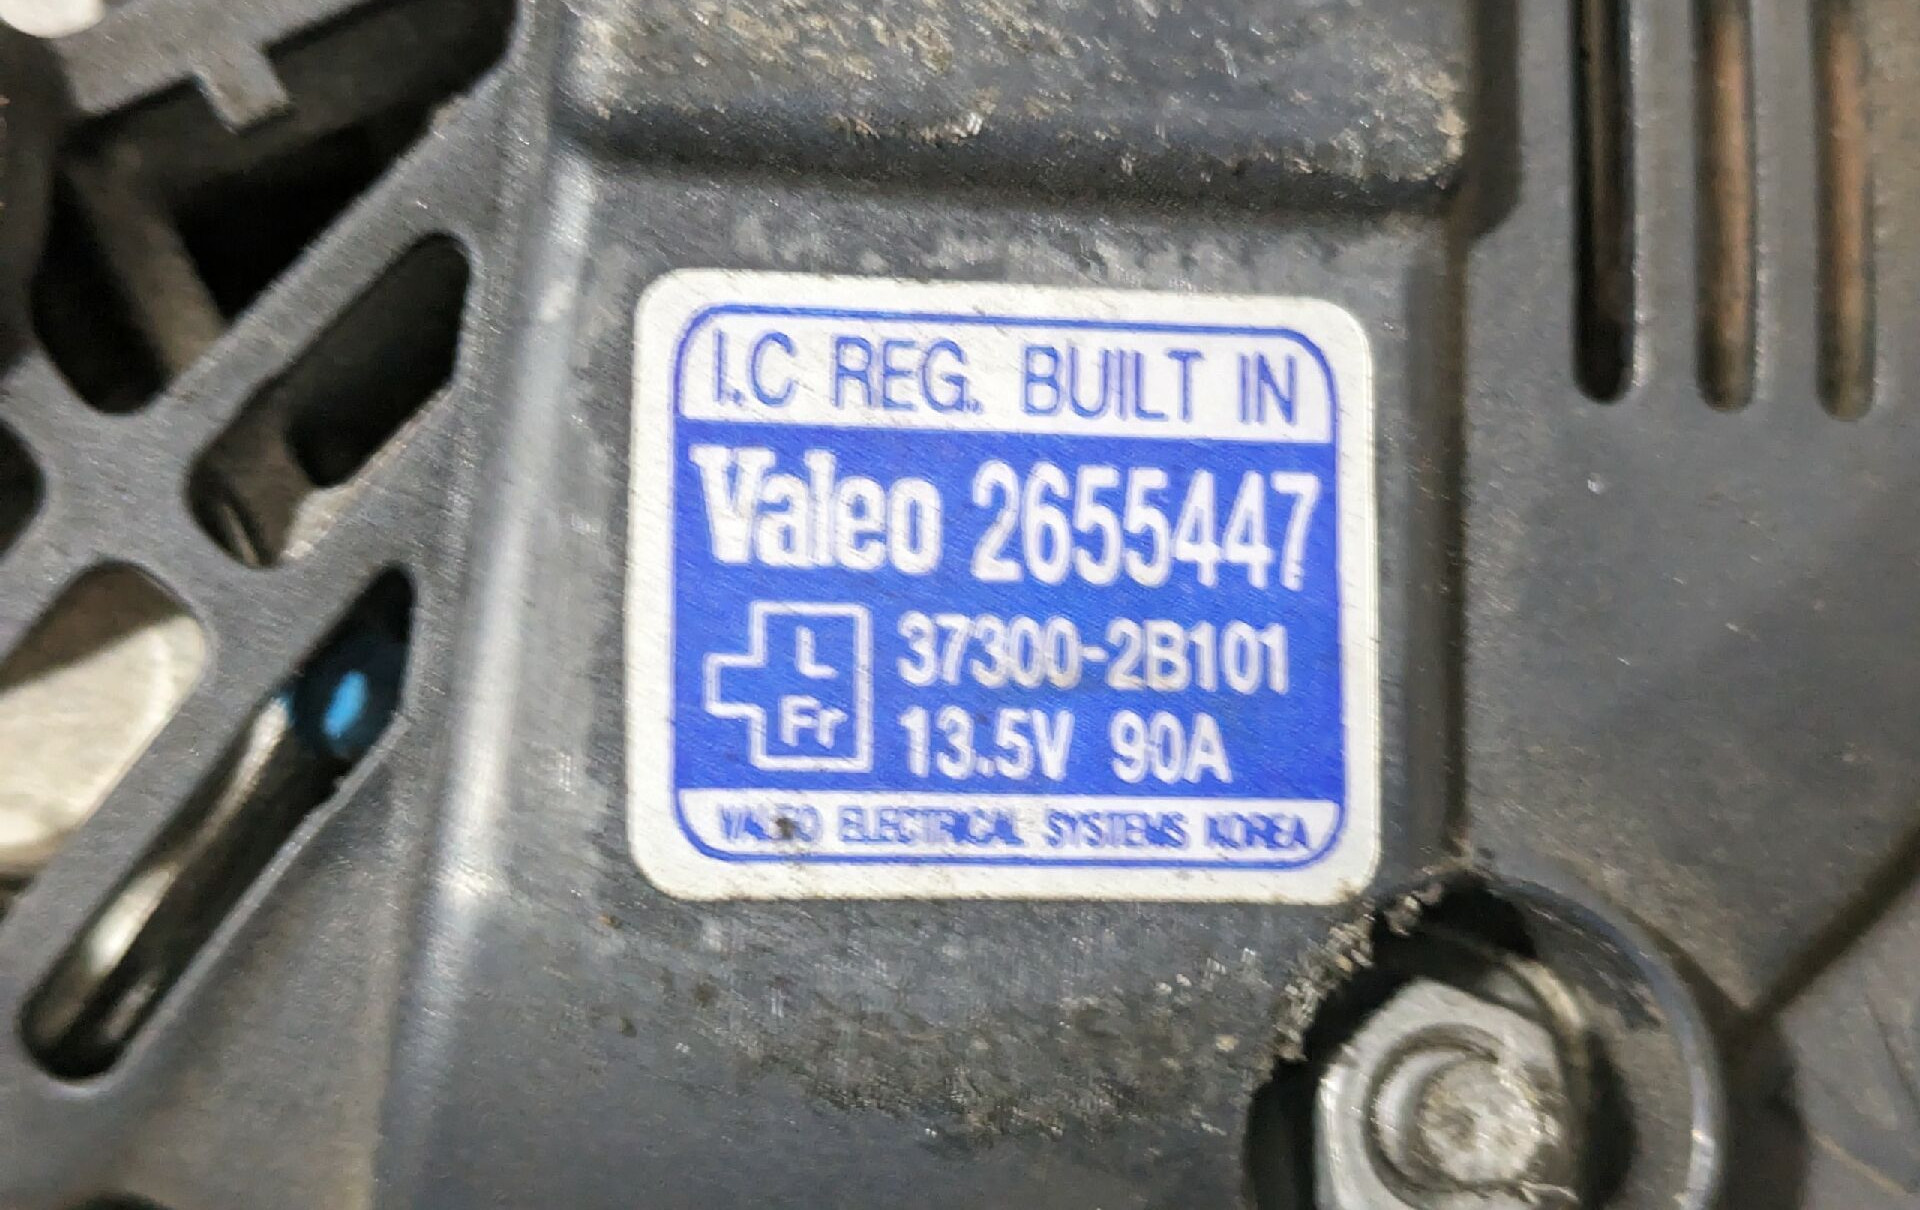 I.C REG. BUILT IN
Valeo 2655447
L 37300-2B101
Fr 13.5V 90A
VALEO ELECTRICAL SYSTEMS KOREA